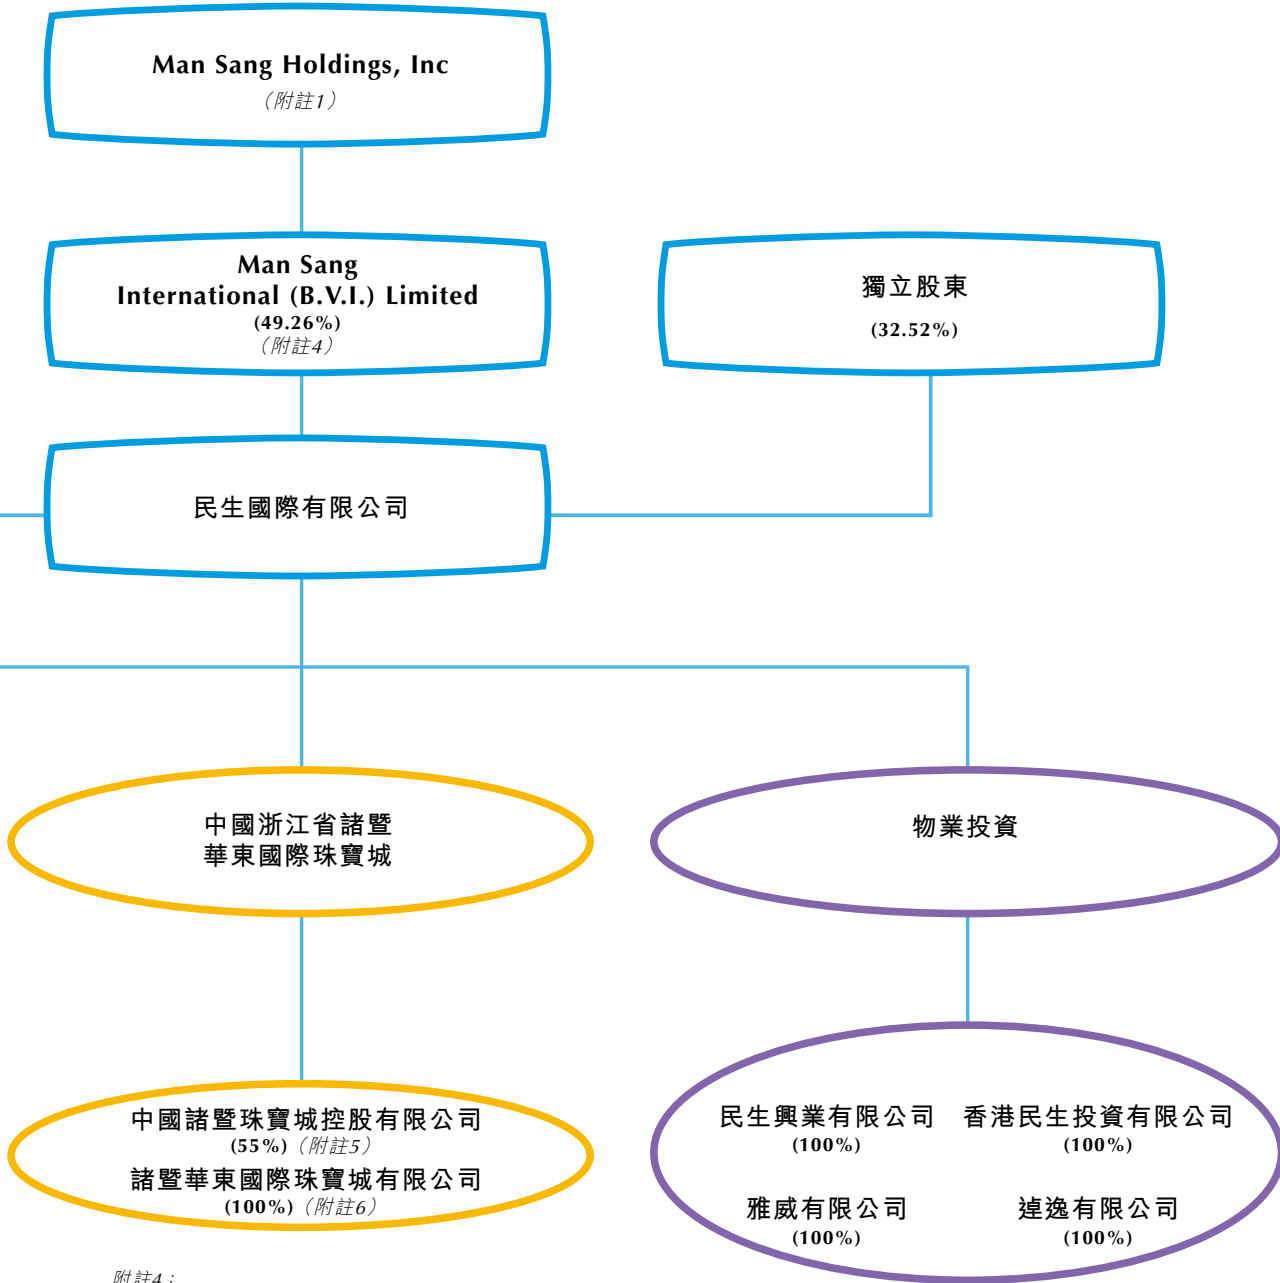 Man Sang Holdings, Inc
（附註1）
Man Sang
International (B.V.I.) Limited
(49.26%)
（附註4）
獨立股東
(32.52%)
民生國際有限公司
中國浙江省諸暨
華東國際珠寶城
物業投資
中國諸暨珠寶城控股有限公司
(55%)（附註5）
諸暨華東國際珠寶城有限公司
(100%)（附註6）
民生興業有限公司 香港民生投資有限公司
(100%) (100%)
雅威有限公司 逴逸有限公司
(100%) (100%)
附註4：